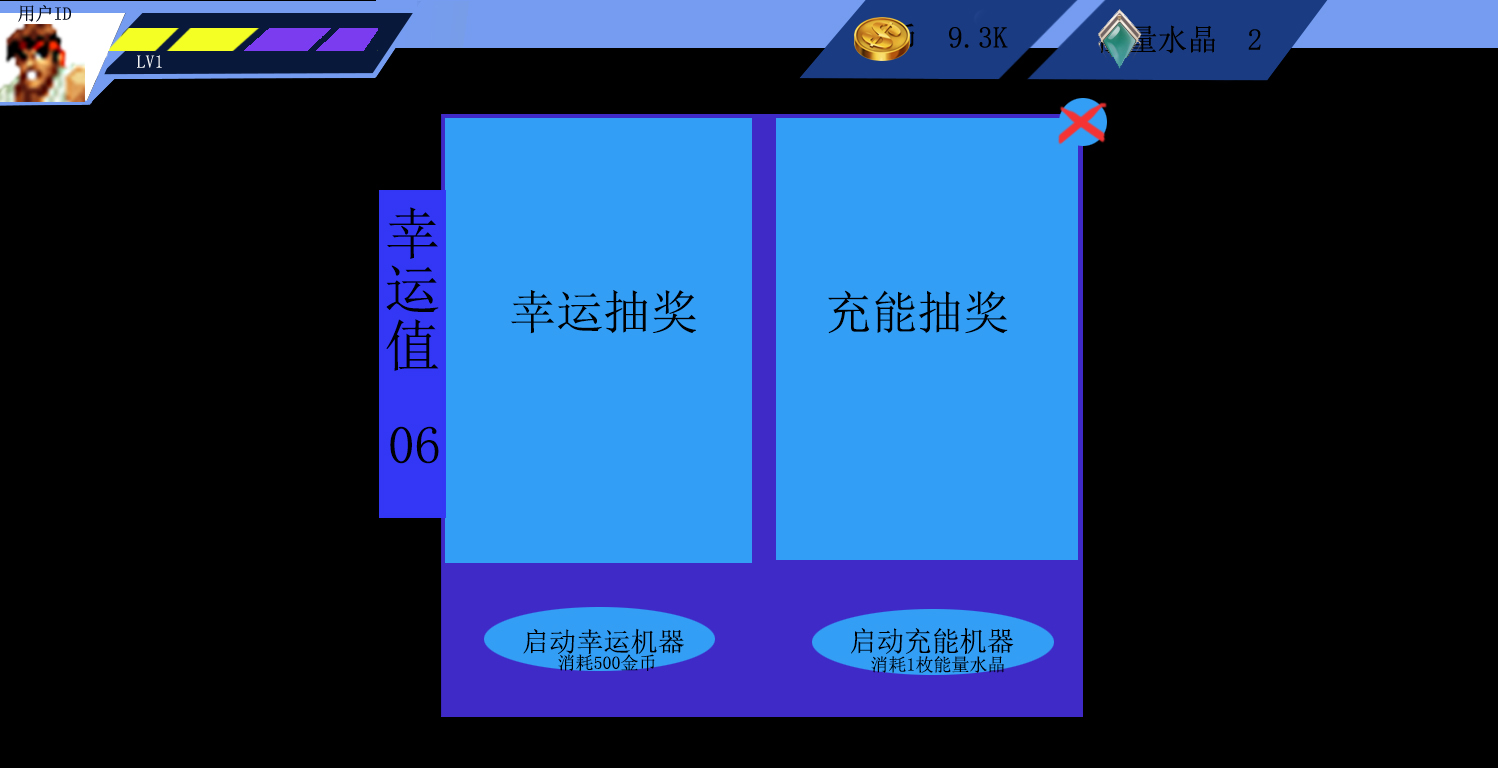 用户ID
LV1
币 9.3K
量水晶 2
幸运值
06
幸运抽奖
充能抽奖
启动幸运机器
消耗500金币
启动充能机器
消耗1枚能量水晶